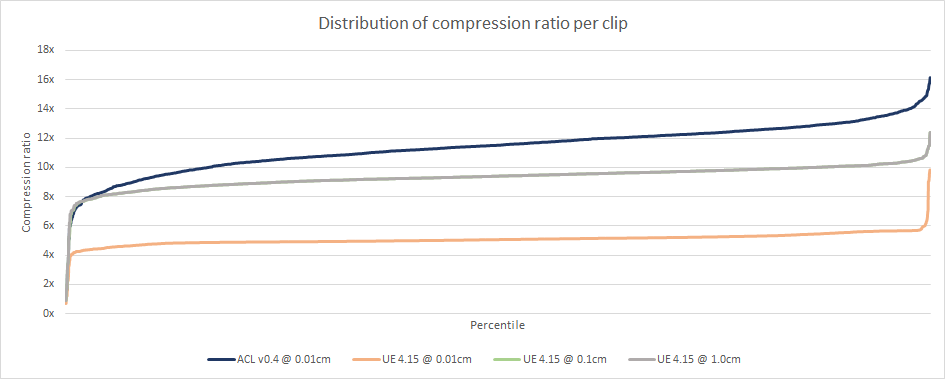 Distribution of compression ratio per clip
18x
16x
14x
12x
10x
8x
6x
4x
2x
0x
Compression ratio
Percentile
ACL v0.4 @ 0.01cm UE 4.15 @ 0.01cm UE 4.15 @ 0.1cm UE 4.15 @ 1.0cm